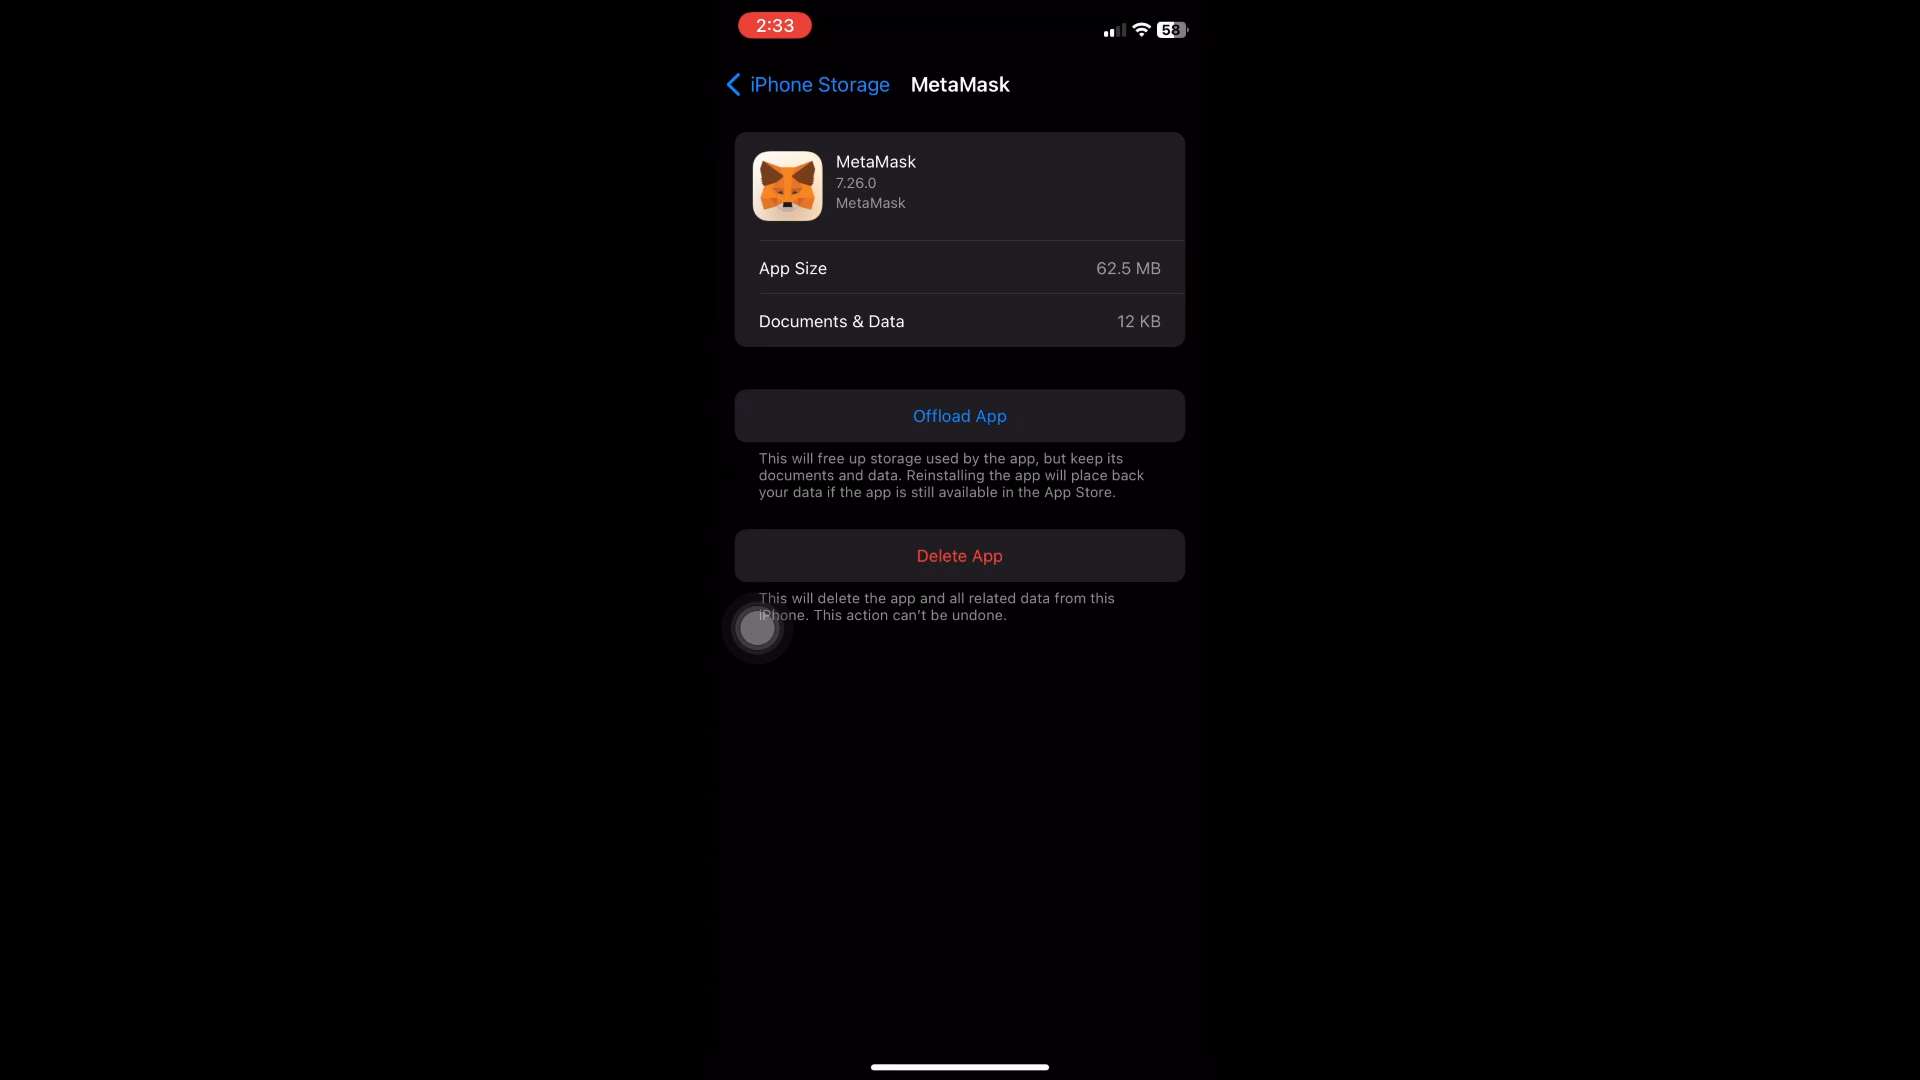 2:33
58
iPhone Storage
MetaMask
MetaMask
7.26.0
MetaMask
App Size
62.5 MB
Documents & Data
12 KB
Offload App
This will free up storage used by the app, but keep its
documents and data. Reinstalling the app will place back
your data if the app is still available in the App Store.
Delete App
This will delete the app and all related data from this
iPhone. This action can't be undone.